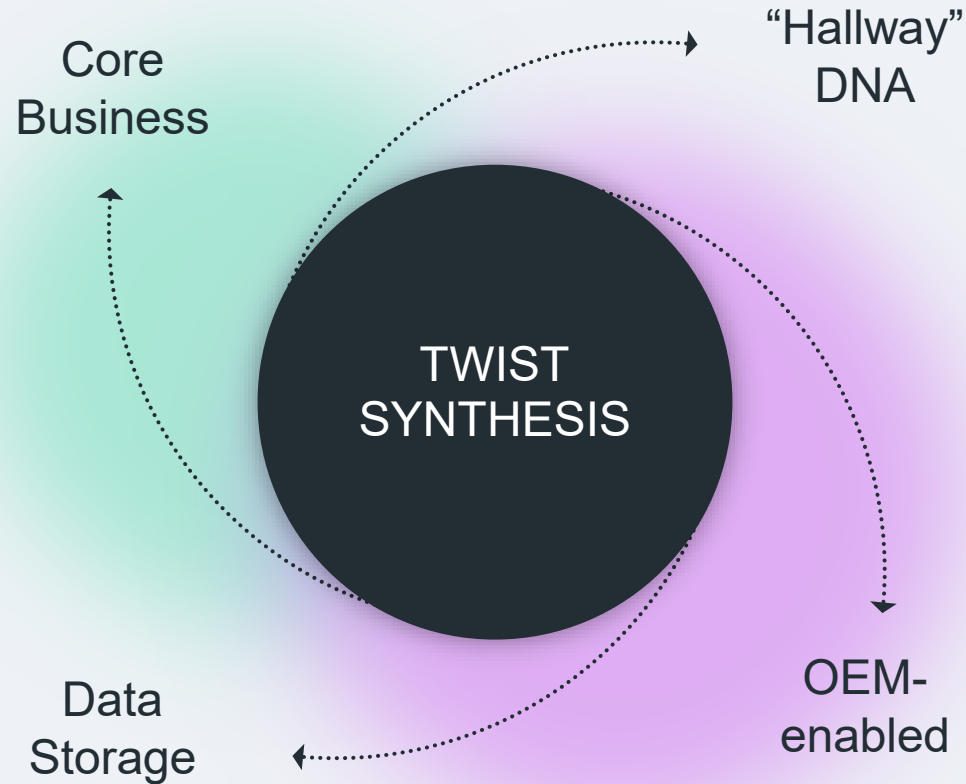 Core
Business
“Hallway”
DNA
TWIST
SYNTHESIS
Data
Storage
OEM-
enabled